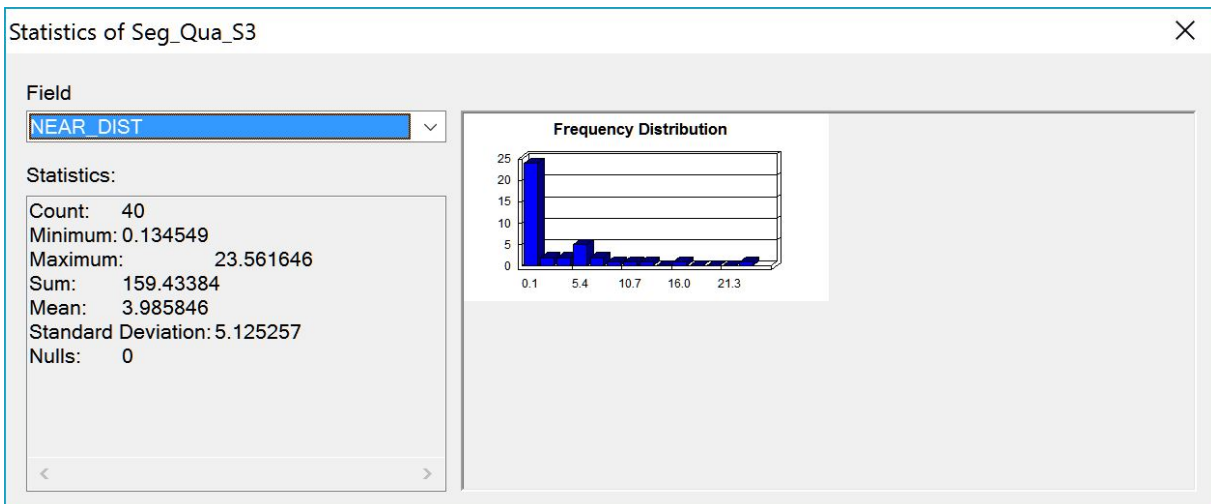 Statistics of Seg_Qua_S3
Field
NEAR_DIST
Statistics:
Count: 40
Minimum: 0.134549
Maximum: 23.561646
Sum: 159.43384
Mean: 3.985846
Standard Deviation: 5.125257
Nulls: 0
Frequency Distribution
25
20
15
10
5
0
0.1 5.4 10.7 16.0 21.3